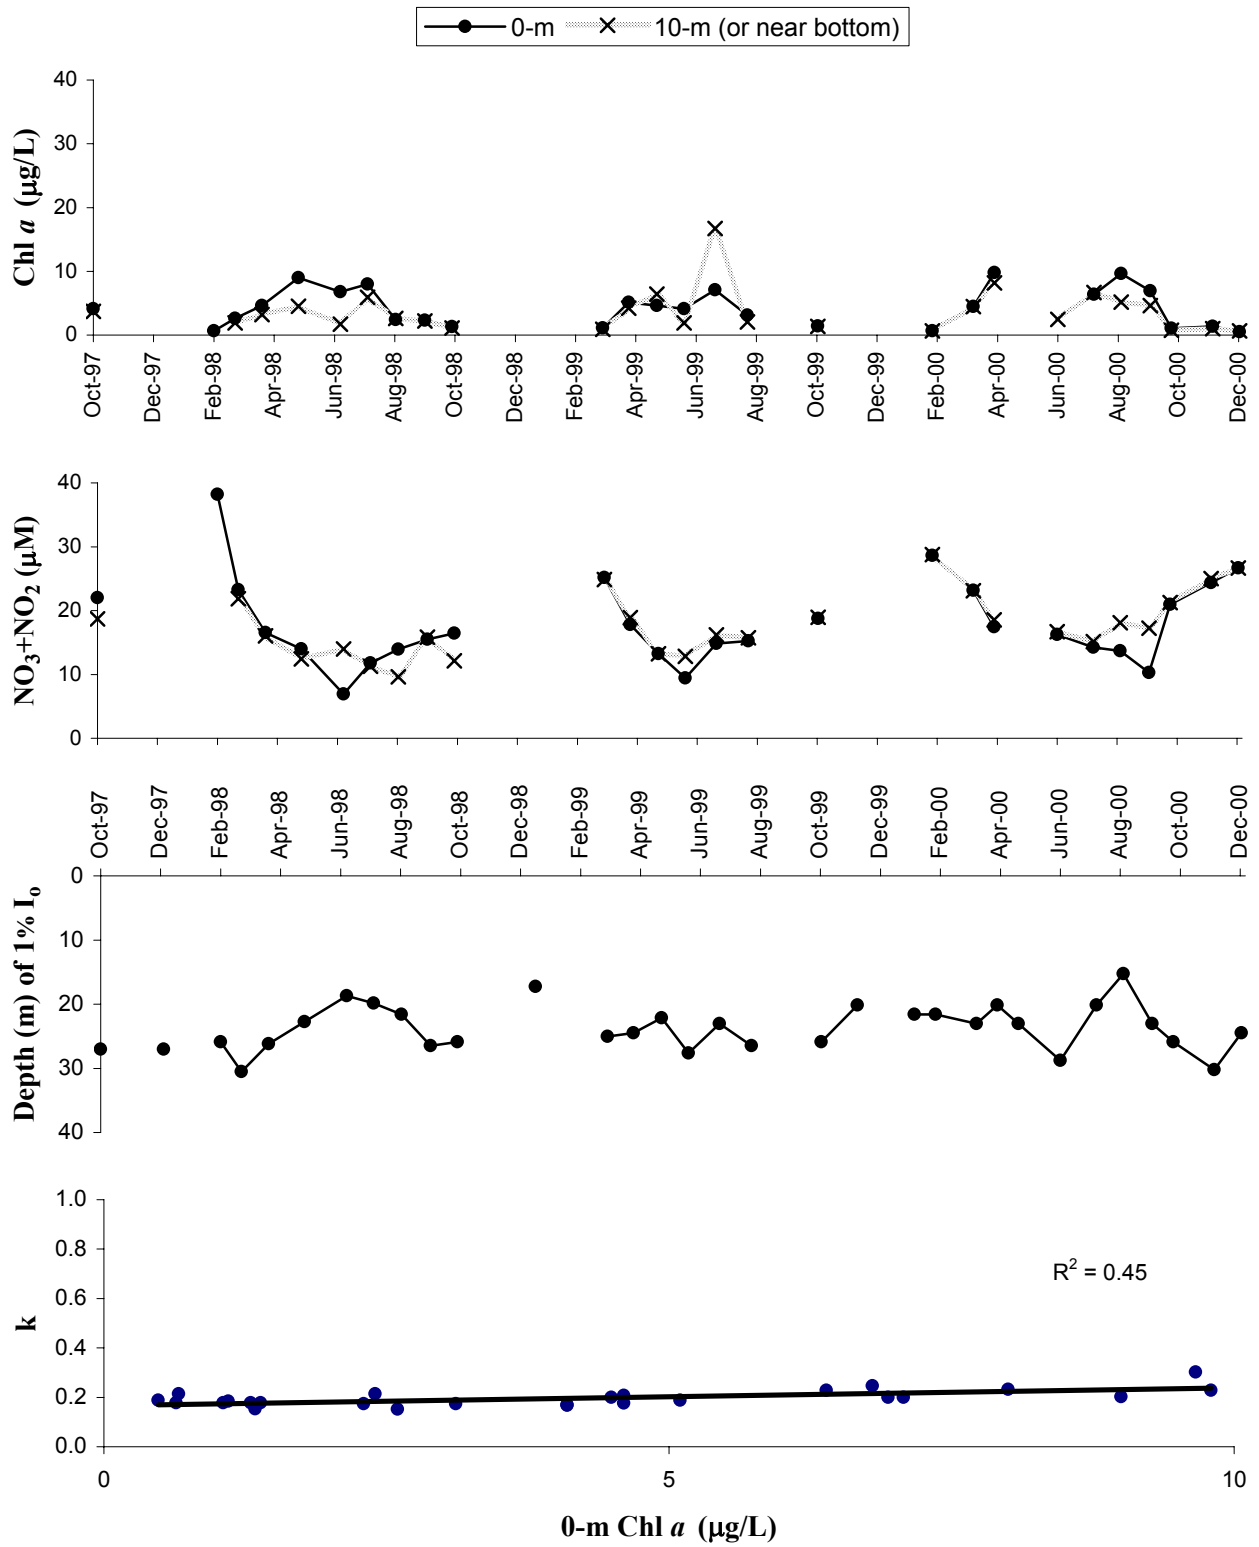 0-m 10-m (or near bottom)
Chl a (µg/L)
40
30
20
10
0
Oct-97 Dec-97 Feb-98 Apr-98 Jun-98 Aug-98 Oct-98 Dec-98 Feb-99 Apr-99 Jun-99 Aug-99 Oct-99 Dec-99 Feb-00 Apr-00 Jun-00 Aug-00 Oct-00 Dec-00
NO3+NO2 (µM)
40
30
20
10
0
Oct-97 Dec-97 Feb-98 Apr-98 Jun-98 Aug-98 Oct-98 Dec-98 Feb-99 Apr-99 Jun-99 Aug-99 Oct-99 Dec-99 Feb-00 Apr-00 Jun-00 Aug-00 Oct-00 Dec-00
Depth (m) of 1% Io
0
10
20
30
40
k
1.0
0.8
0.6
0.4
0.2
0.0
R2 = 0.45
0 5 10
0-m Chl a (µg/L)